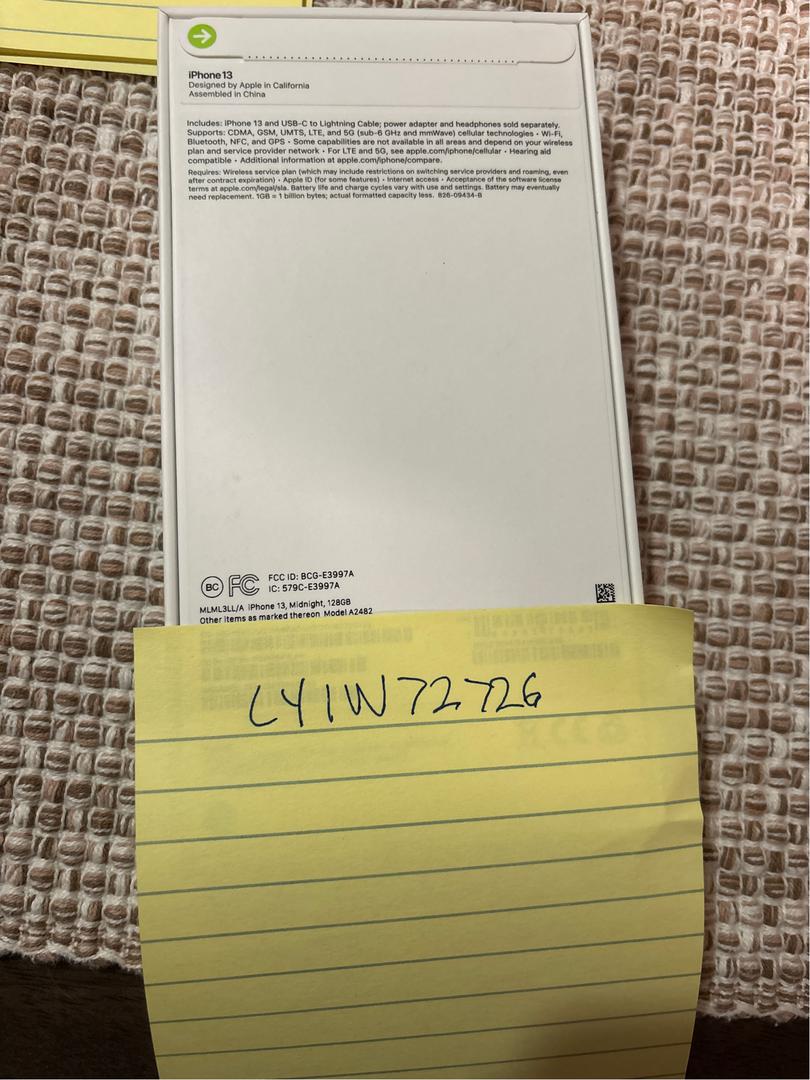 iPhone 13
Designed by Apple in California
Assembled in China
Includes: iPhone 13 and USB-C to Lightning Cable; power adapter and headphones sold separately.
Supports: CDMA, GSM, UMTS, LTE, and 5G (sub-6 GHz and mmWave) cellular technologies • Wi-Fi,
Bluetooth, NFC, and GPS • Some capabilities are not available in all areas and depend on your wireless
plan and service provider network • For LTE and 5G, see apple.com/iphone/cellular • Hearing aid
compatible • Additional information at apple.com/iphone/compare.
Requires: Wireless service plan (which may include restrictions on switching service providers and roaming, even
after contract expiration) • Apple ID (for some features) • Internet access • Acceptance of the software license
terms at apple.com/legal/sla. Battery life and charge cycles vary with use and settings. Battery may eventually
need replacement. 1GB = 1 billion bytes; actual formatted capacity less. 826-09434-B
BC FC FCC ID: BCG-E3997A
IC: 579C-E3997A
MLML3LL/A iPhone 13, Midnight, 128GB
Other items as marked thereon Model A2482
LY1W72726